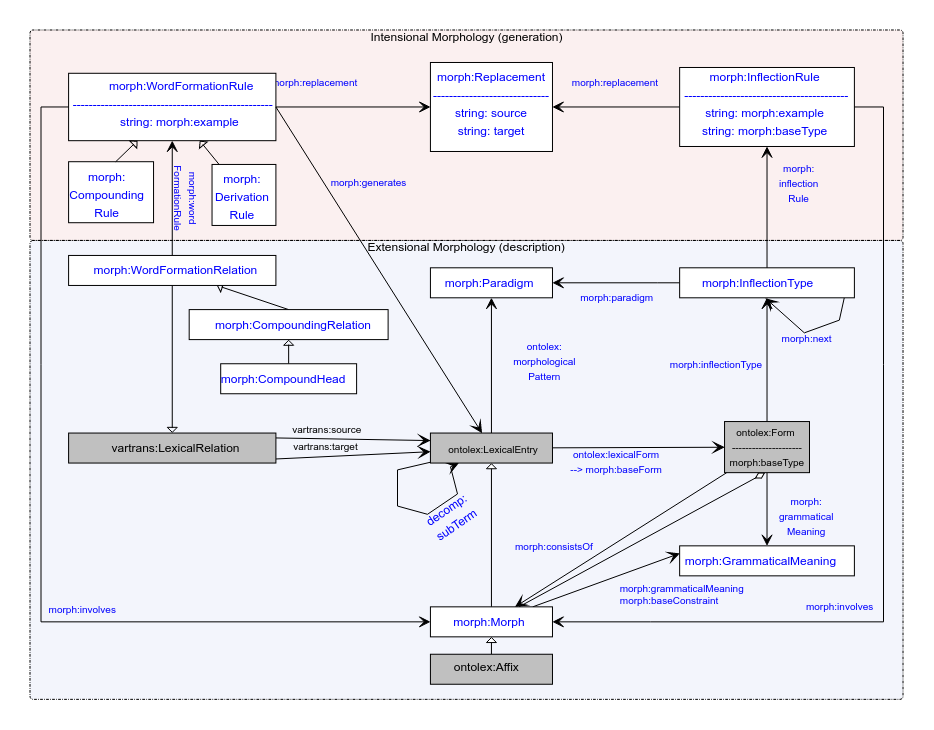 Intensional Morphology (generation)
morph:WordFormationRule
string: morph:example
morph:replacement
morph:Replacement
string: source
string: target
morph:replacement
morph:InflectionRule
string: morph:example
string: morph:baseType
morph:
Compounding
Rule
morph:word
FormationRule
morph:
Derivation
Rule
morph:generates
morph:
inflection
Rule
Extensional Morphology (description)
morph:WordFormationRelation
morph:Paradigm
morph:paradigm
morph:InflectionType
morph:CompoundingRelation
morph:next
morph:CompoundHead
ontolex:
morphological
Pattern
morph:inflectionType
vartrans:LexicalRelation
vartrans:source
vartrans:target
ontolex:LexicalEntry
ontolex:lexicalForm
--> morph:baseForm
ontolex:Form
morph:baseType
decomp:
subTerm
morph:
grammatical
Meaning
morph:consistsOf
morph:GrammaticalMeaning
morph:grammaticalMeaning
morph:baseConstraint
morph:involves
morph:Morph
morph:involves
ontolex:Affix